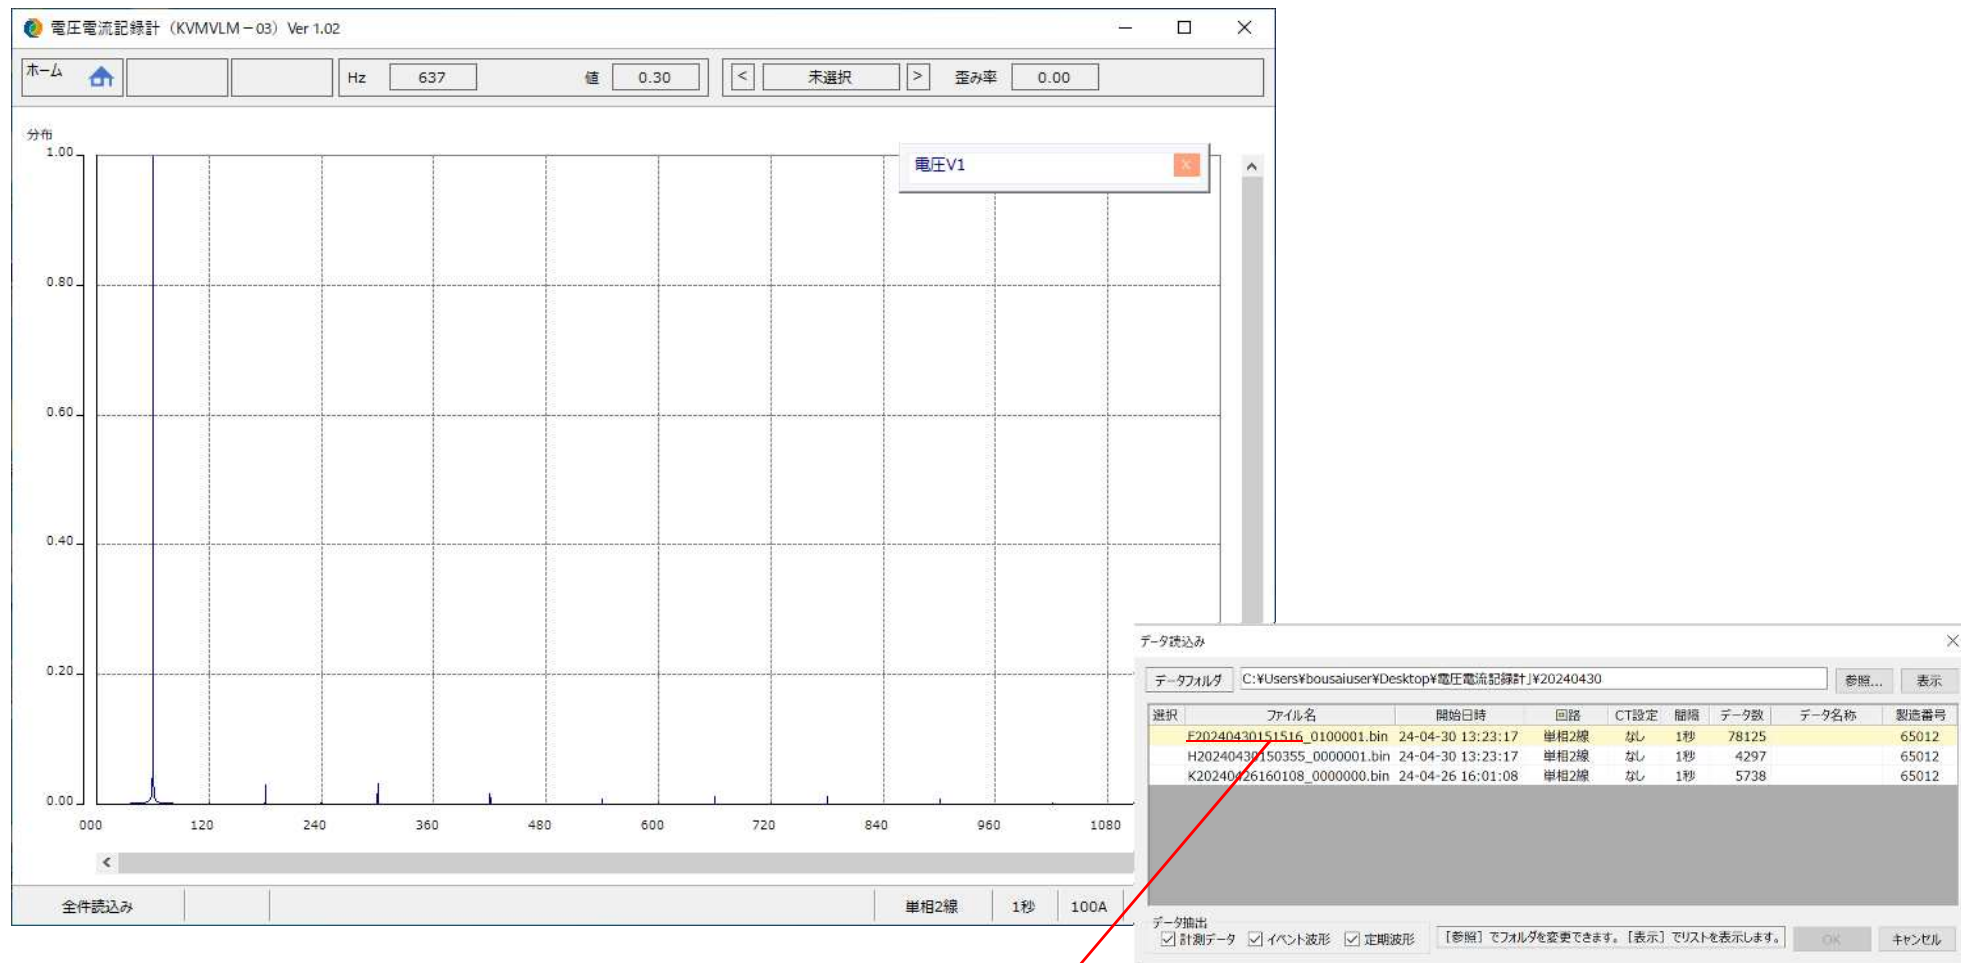 電圧電流記録計（KVMVLM－03）Ver 1.02
ホーム
Hz 637 値 0.30 < 未選択 > 歪み率 0.00
分布
電圧V1 X
1.00
0.80
0.60
0.40
0.20
0.00
000 120 240 360 480 600 720 840 960 1080
全件読込み 単相2線 1秒 100A
データ読込み
データフォルダ C:¥Users¥bousaiuser¥Desktop¥電圧電流記録計｣¥20240430 参照... 表示
選択 ファイル名 開始日時 回路 CT設定 間隔 データ数 データ名称 製造番号
F20240430151516_0100001.bin 24-04-30 13:23:17 単相2線 なし 1秒 78125 65012
H20240430150355_0000001.bin 24-04-30 13:23:17 単相2線 なし 1秒 4297 65012
K20240426160108_0000000.bin 24-04-26 16:01:08 単相2線 なし 1秒 5738 65012
データ抽出
計測データ イベント波形 定期波形 ［参照］でフォルダを変更できます。［表示］でリストを表示します。 OK キャンセル